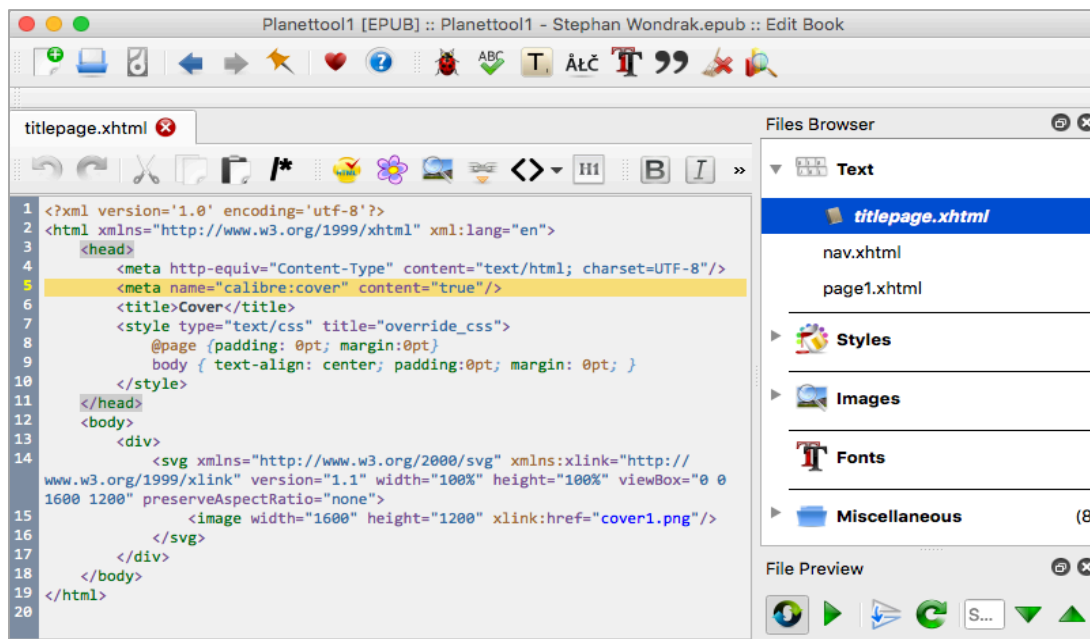 Planettool1 [EPUB] :: Planettool1 - Stephan Wondrak.epub :: Edit Book
ABC T, ÅŁČ T
titlepage.xhtml
Files Browser
/* HTML <> H1 B I »
Text
titlepage.xhtml
nav.xhtml
page1.xhtml
Styles
Images
Fonts
Miscellaneous (8
File Preview
S...
1 <?xml version='1.0' encoding='utf-8'?>
2 <html xmlns="http://www.w3.org/1999/xhtml" xml:lang="en">
3 <head>
4 <meta http-equiv="Content-Type" content="text/html; charset=UTF-8"/>
5 <meta name="calibre:cover" content="true"/>
6 <title>Cover</title>
7 <style type="text/css" title="override_css">
8 @page {padding: 0pt; margin:0pt}
9 body { text-align: center; padding:0pt; margin: 0pt; }
10 </style>
11 </head>
12 <body>
13 <div>
14 <svg xmlns="http://www.w3.org/2000/svg" xmlns:xlink="http://
www.w3.org/1999/xlink" version="1.1" width="100%" height="100%" viewBox="0 0
1600 1200" preserveAspectRatio="none">
15 <image width="1600" height="1200" xlink:href="cover1.png"/>
16 </svg>
17 </div>
18 </body>
19 </html>
20